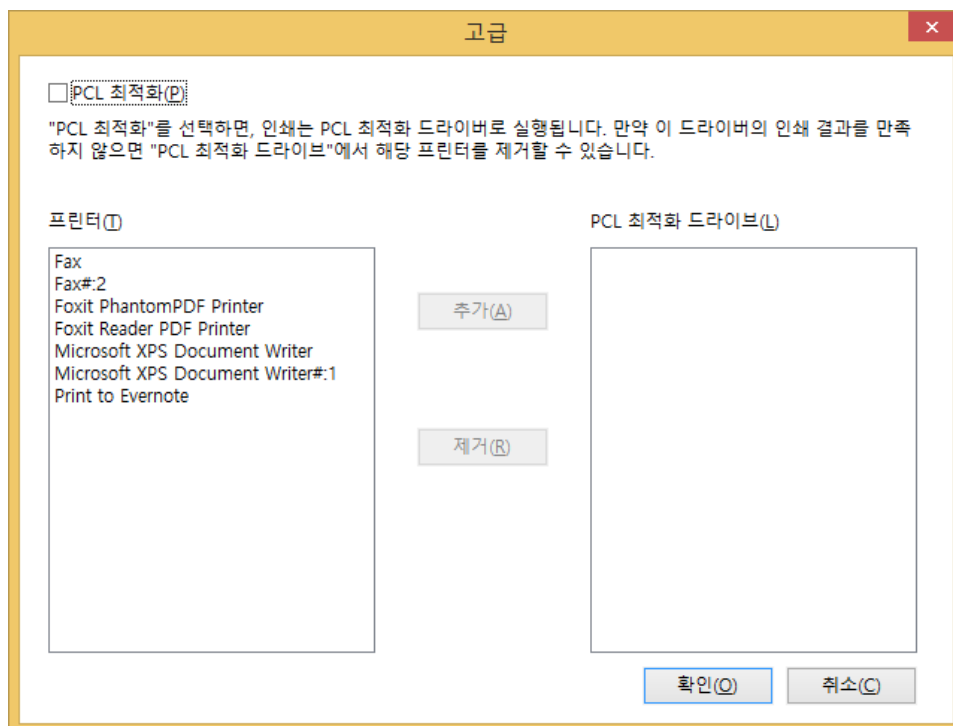 고급
PCL 최적화(P)
"PCL 최적화"를 선택하면, 인쇄는 PCL 최적화 드라이버로 실행됩니다. 만약 이 드라이버의 인쇄 결과를 만족
하지 않으면 "PCL 최적화 드라이브"에서 해당 프린터를 제거할 수 있습니다.
프린터(T)
PCL 최적화 드라이브(L)
Fax
Fax#:2
Foxit PhantomPDF Printer
Foxit Reader PDF Printer
Microsoft XPS Document Writer
Microsoft XPS Document Writer#:1
Print to Evernote
추가(A)
제거(R)
확인(O)
취소(C)